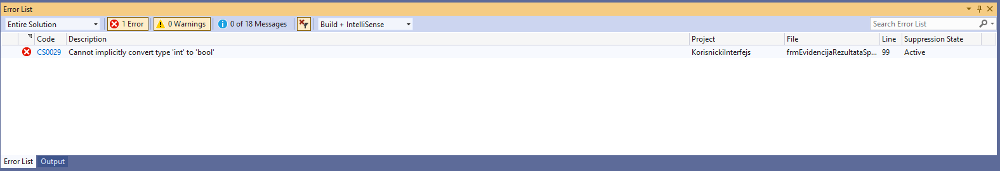 Error List
Entire Solution 1 Error 0 Warnings 0 of 18 Messages Build + IntelliSense Search Error List
Code Description Project File Line Suppression State
CS0029 Cannot implicitly convert type 'int' to 'bool' KorisnickiInterfejs frmEvidencijaRezultataSp... 99 Active
Error List Output